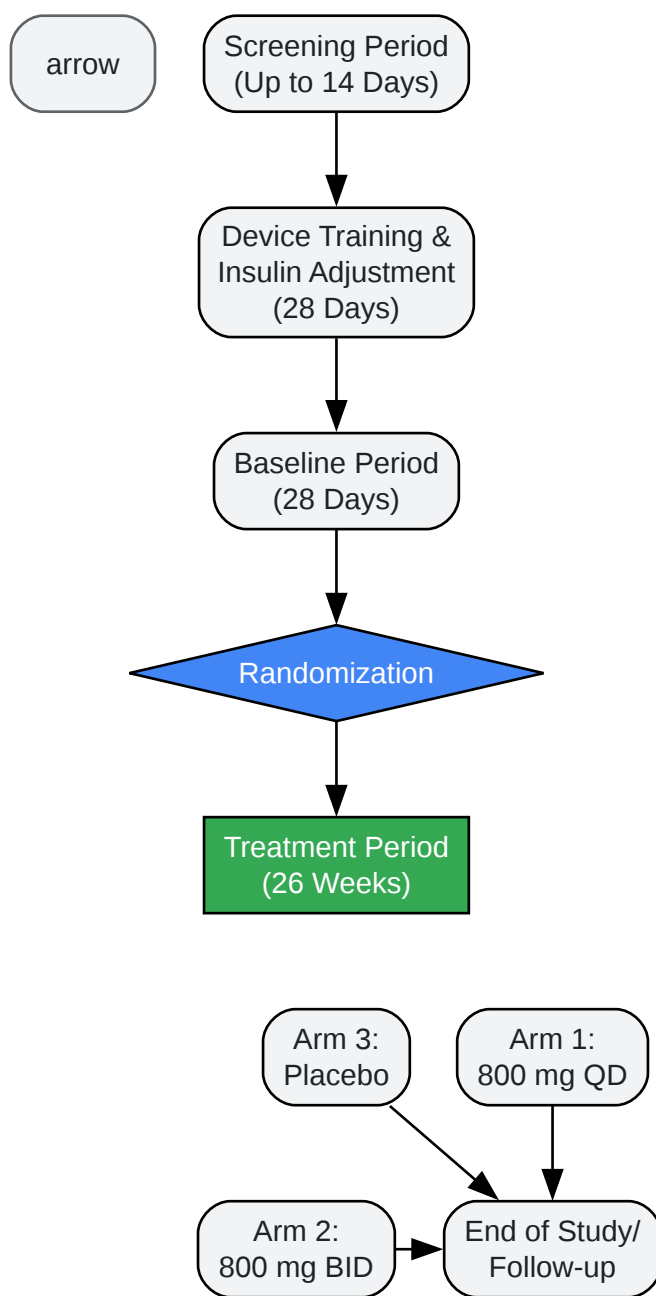 arrow
Screening Period
(Up to 14 Days)
Device Training &
Insulin Adjustment
(28 Days)
Baseline Period
(28 Days)
Randomization
Treatment Period
(26 Weeks)
Arm 3:
Placebo
Arm 1:
800 mg QD
Arm 2:
800 mg BID
End of Study/
Follow-up